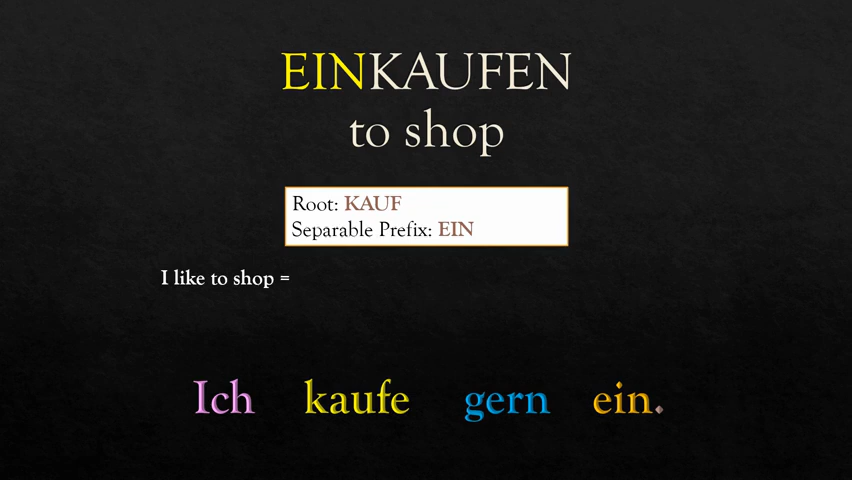 EINKAUFEN
to shop
Root: KAUF
Separable Prefix: EIN
I like to shop =
Ich kaufe gern ein.